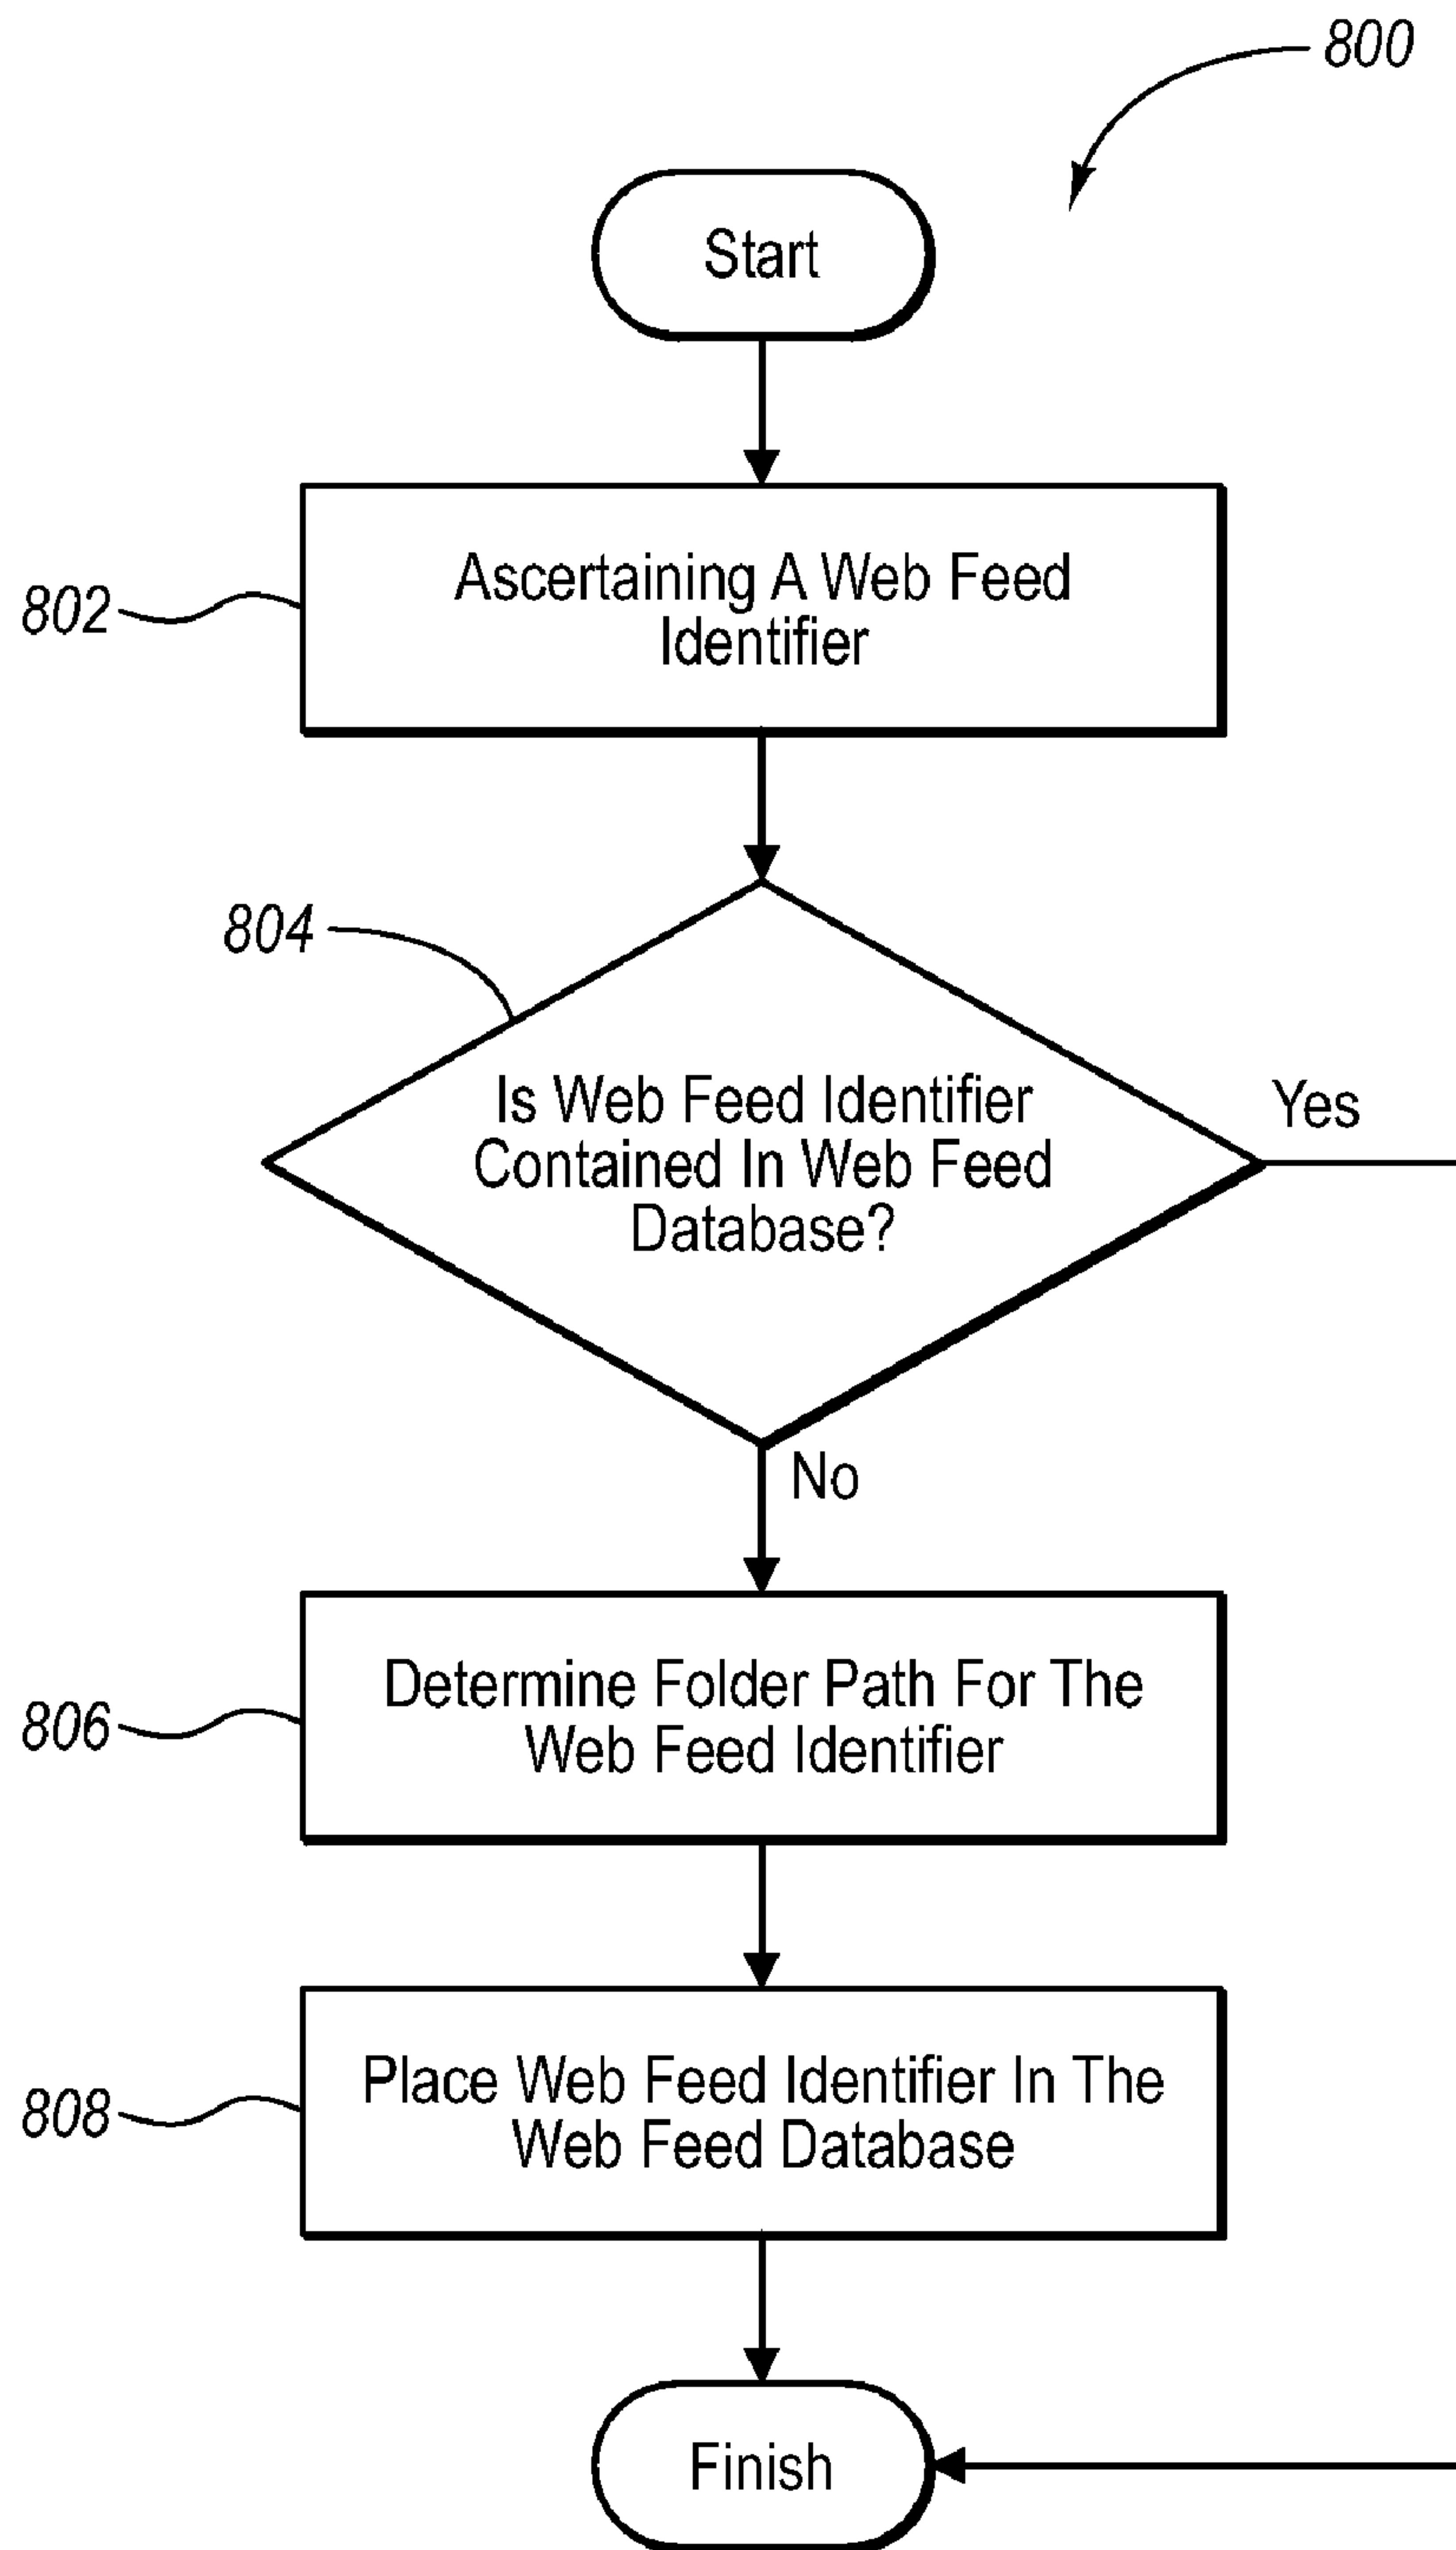 800
Start
802
Ascertaining A Web Feed
Identifier
804
Is Web Feed Identifier
Contained In Web Feed
Database?
Yes
No
806
Determine Folder Path For The
Web Feed Identifier
808
Place Web Feed Identifier In The
Web Feed Database
Finish